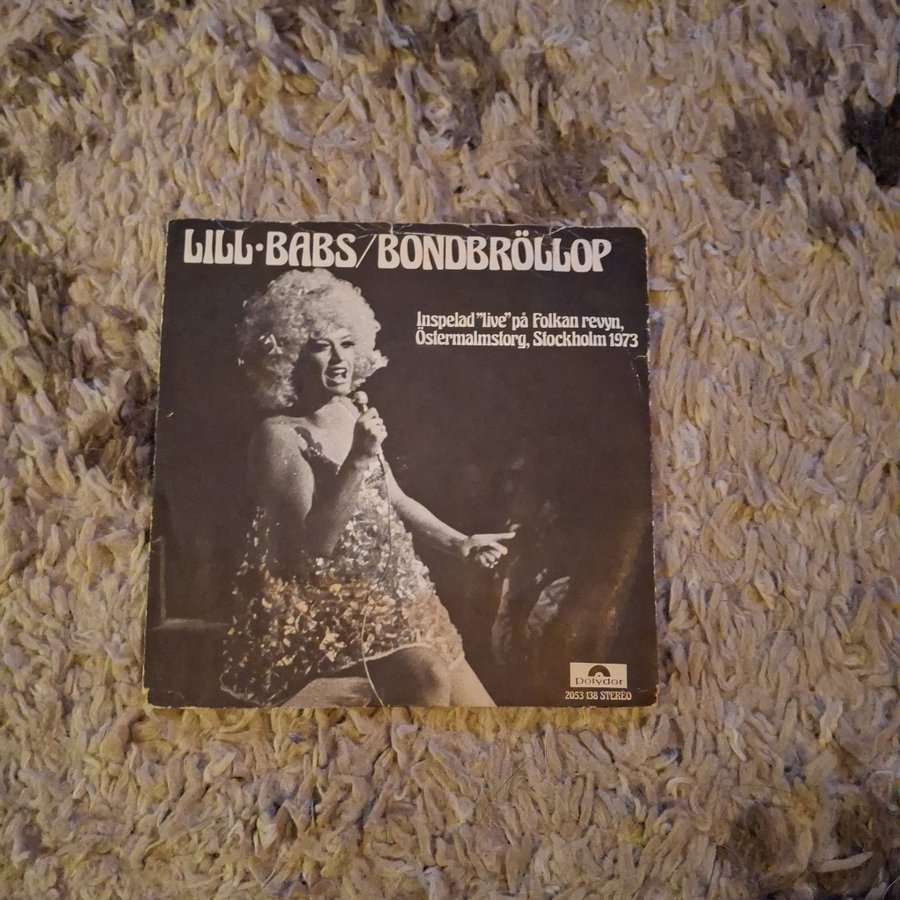 LILL·BABS/BONDBRÖLLOP
Inspelad "live" på Folkan revyn,
Östermalmstorg, Stockholm 1973
Polydor
2053 138 STEREO